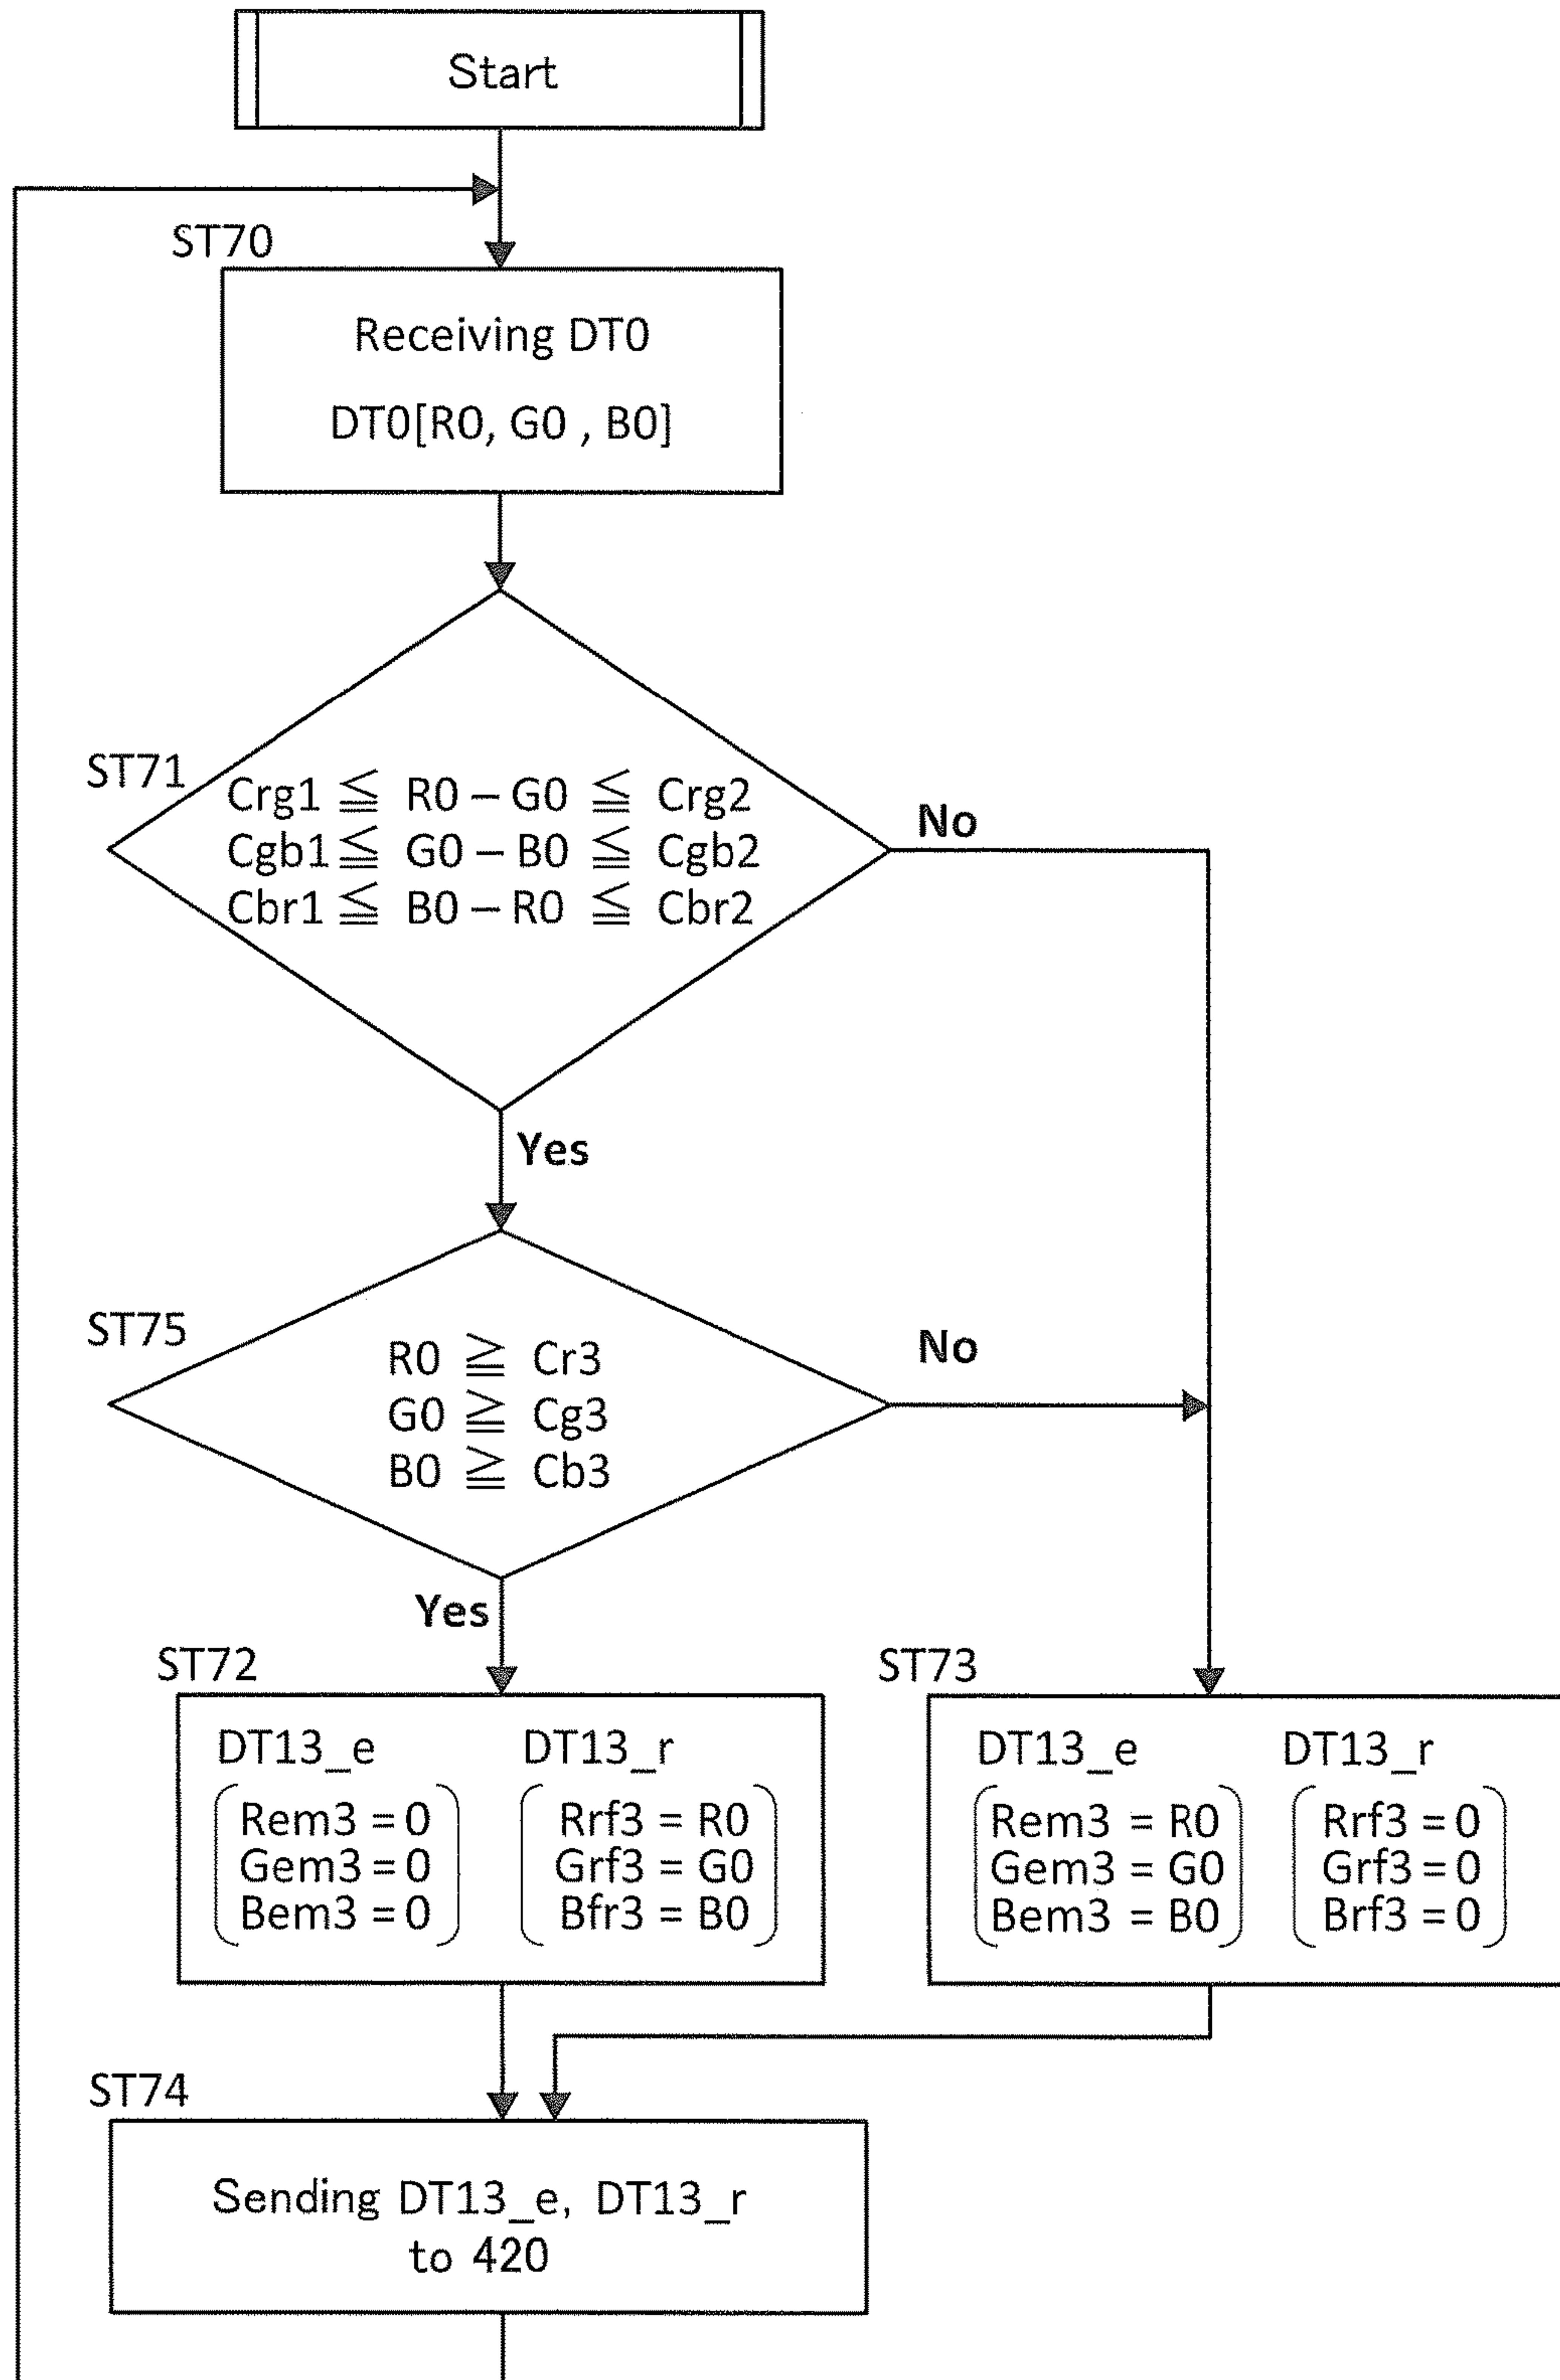 Start
ST70
Receiving DT0
DT0[R0, G0 , B0]
ST71
Crg1 ≦ R0 – G0 ≦ Crg2
Cgb1 ≦ G0 – B0 ≦ Cgb2
Cbr1 ≦ B0 – R0 ≦ Cbr2
No
Yes
ST75
R0 ≧ Cr3
G0 ≧ Cg3
B0 ≧ Cb3
No
Yes
ST72
DT13_e DT13_r
Rem3 = 0 Rrf3 = R0
Gem3 = 0 Grf3 = G0
Bem3 = 0 Bfr3 = B0
ST73
DT13_e DT13_r
Rem3 = R0 Rrf3 = 0
Gem3 = G0 Grf3 = 0
Bem3 = B0 Brf3 = 0
ST74
Sending DT13_e, DT13_r
to 420